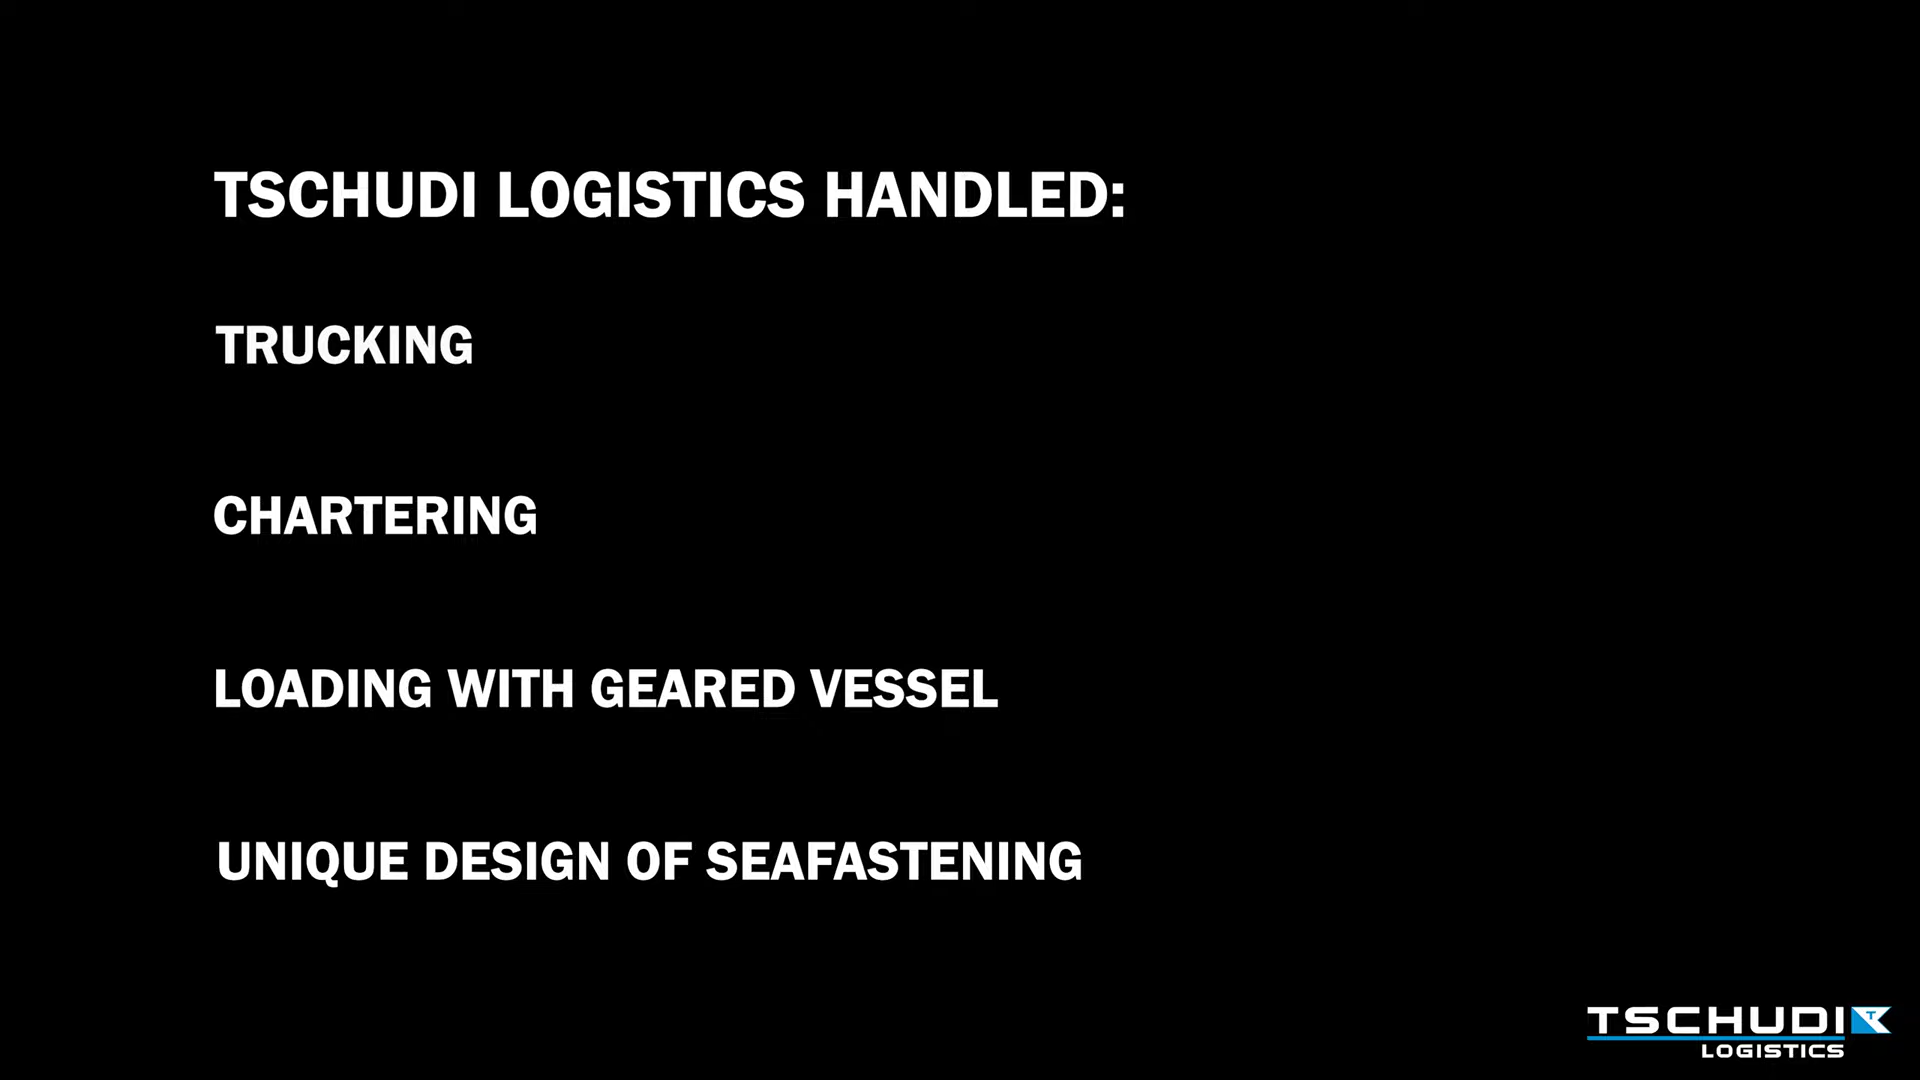 TSCHUDI LOGISTICS HANDLED:
TRUCKING
CHARTERING
LOADING WITH GEARED VESSEL
UNIQUE DESIGN OF SEAFASTENING
TSCHUDI
LOGISTICS